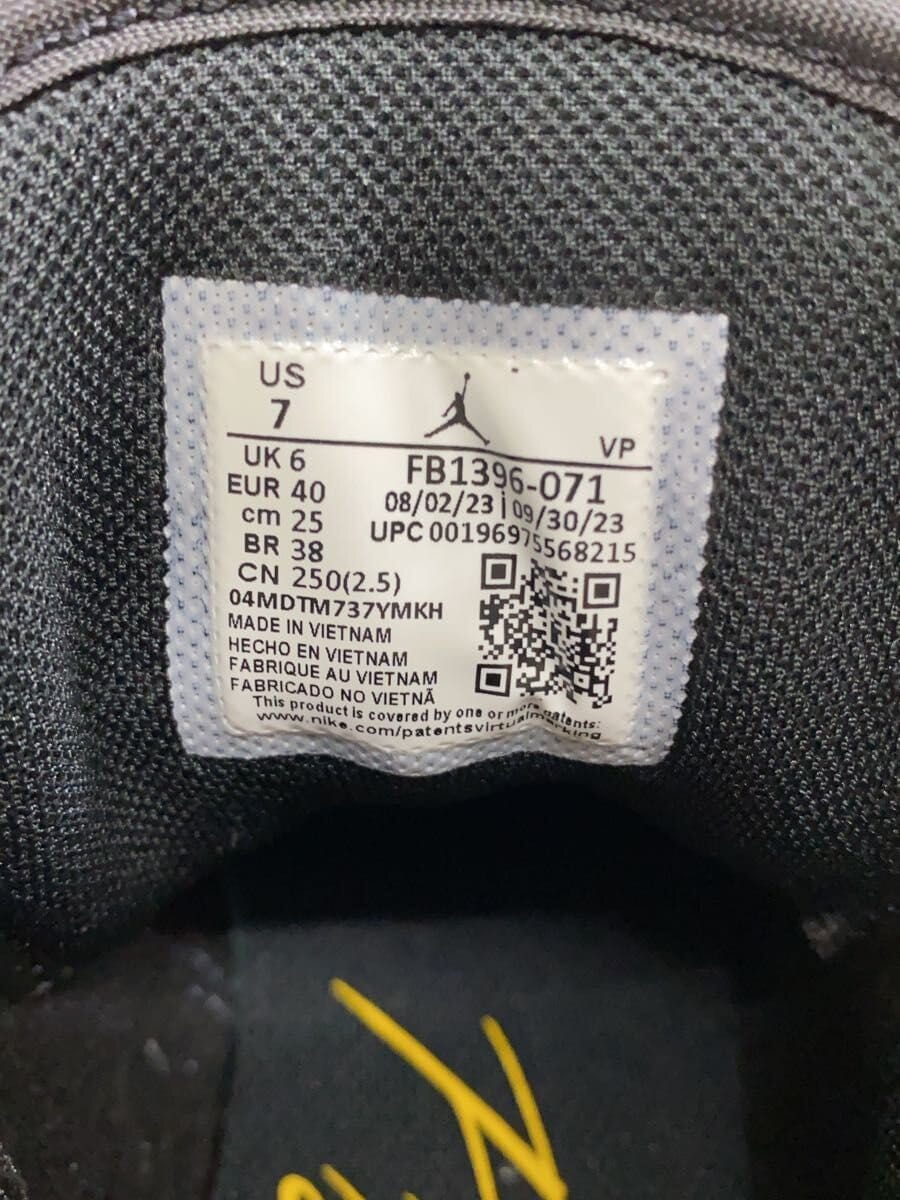 US
7
VP
UK 6
EUR 40
cm 25
BR 38
CN 250(2.5)
FB1396-071
08/02/23 | 09/30/23
UPC 00196975568215
04MDTM737YMKH
MADE IN VIETNAM
HECHO EN VIETNAM
FABRIQUE AU VIETNAM
FABRICADO NO VIETNÃ
This product is covered by one or more patents:
www.nike.com/patentsvirtualmarking